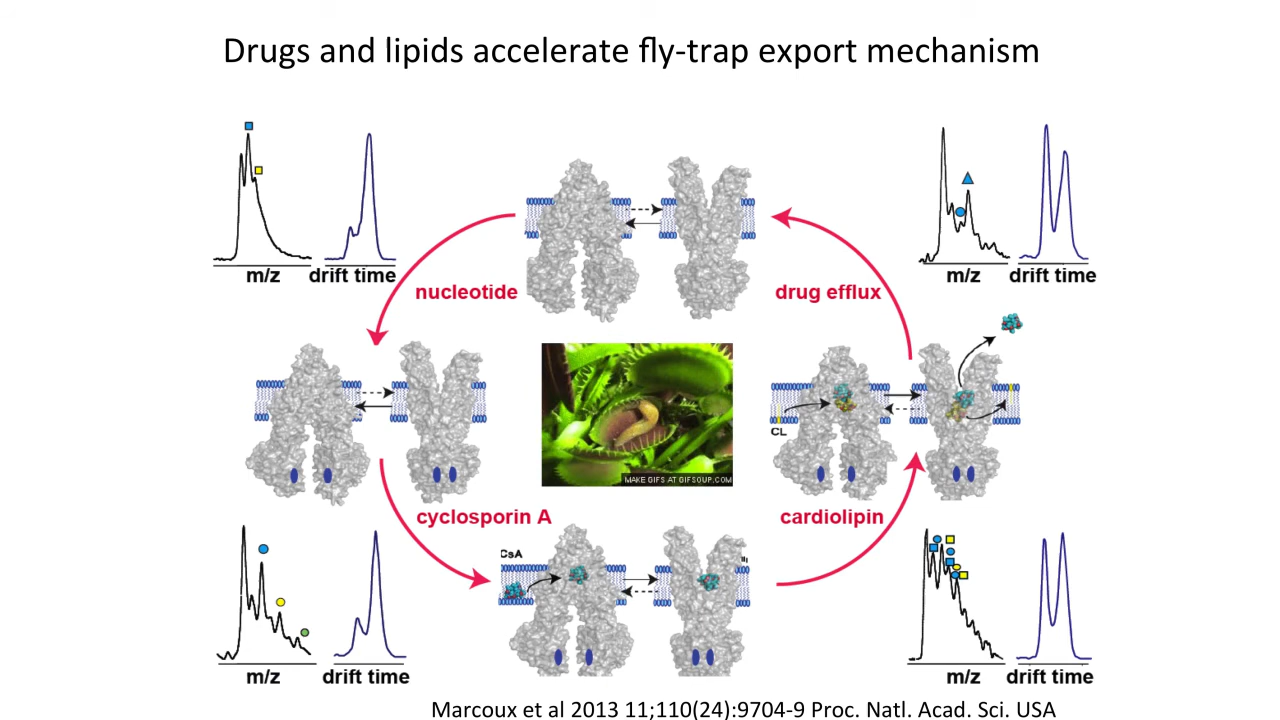 Drugs and lipids accelerate fly-trap export mechanism
m/z drift time
m/z drift time
nucleotide
drug efflux
CL
MAKE GIFS AT GIFSOUP.COM
cyclosporin A
cardiolipin
CsA
m/z drift time
m/z drift time
Marcoux et al 2013 11;110(24):9704-9 Proc. Natl. Acad. Sci. USA